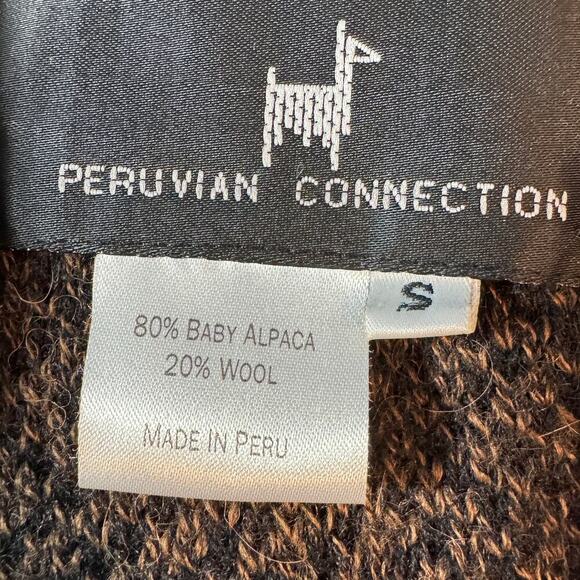 PERUVIAN CONNECTION
S
80% BABY ALPACA
20% WOOL
MADE IN PERU